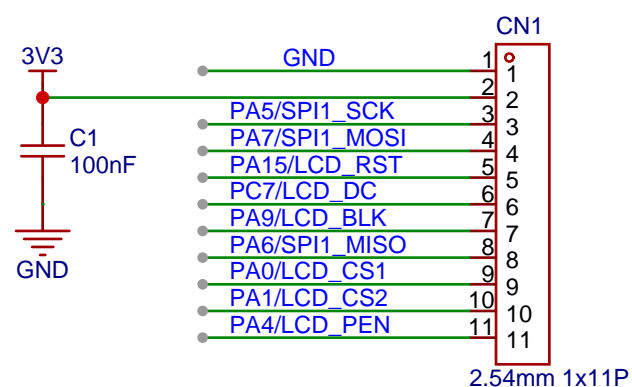 CN1
3V3
GND
1
1
2
2
PA5/SPI1_SCK
3
3
C1
PA7/SPI1_MOSI
4
4
100nF
PA15/LCD_RST
5
5
PC7/LCD_DC
6
6
PA9/LCD_BLK
7
7
PA6/SPI1_MISO
8
8
GND
PA0/LCD_CS1
9
9
PA1/LCD_CS2
10
10
PA4/LCD_PEN
11
11
2.54mm 1x11P